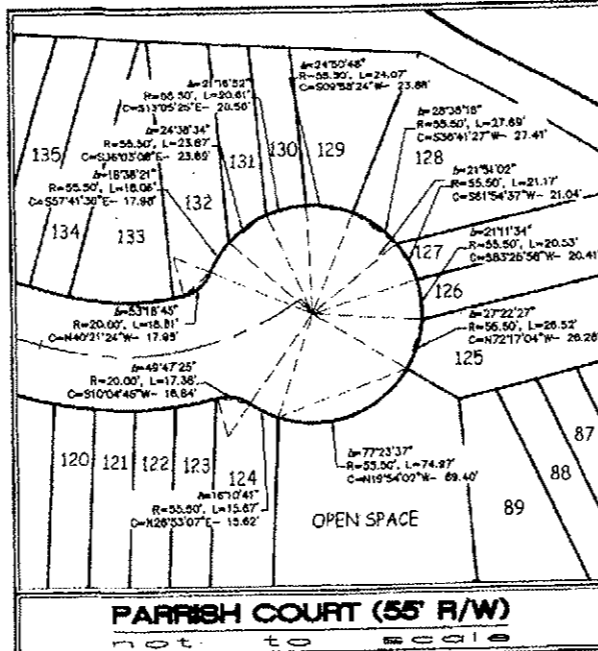 Δ=24°50'48"
R=55.50', L=24.07'
C=S09°58'24"W- 23.88'
Δ=21°16'52"
R=55.50', L=20.61'
C=S13°05'25"E- 20.50'
Δ=28°38'18"
R=55.50', L=27.69'
C=S36°41'27"W- 27.41'
Δ=24°38'34"
R=55.50', L=23.87'
C=S36°03'08"E- 23.69'
131
130
129
128
135
Δ=21°51'02"
R=55.50', L=21.17'
C=S61°54'37"W- 21.04'
Δ=18°38'21"
R=55.50', L=18.06'
C=S57°41'36"E- 17.98'
132
134
133
127
Δ=21°11'34"
R=55.50', L=20.53'
C=S83°25'56"W- 20.41'
126
Δ=53°18'45"
R=20.00', L=18.61'
C=N40°21'24"W- 17.95'
Δ=27°22'27"
R=55.50', L=26.52'
C=N72°17'04"W- 26.26'
125
Δ=49°47'25"
R=20.00', L=17.38'
C=S10°04'45"W- 16.84'
120
121
122
123
124
Δ=77°23'37"
R=55.50', L=74.97'
C=N19°54'02"W- 69.40'
87
88
89
Δ=16°10'41"
R=55.50', L=15.67'
C=N26°53'07"E- 15.62'
OPEN SPACE
PARRISH COURT (55' R/W)
not to scale